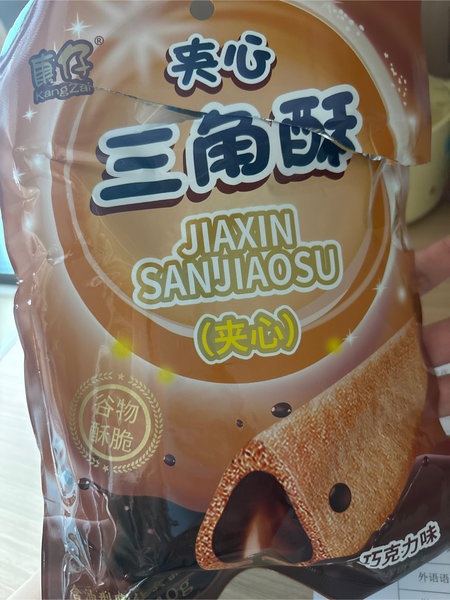 康仔®
KangZai
夹心
三角酥
JIAXIN
SANJIAOSU
(夹心)
谷物
酥脆
巧克力味
外语语